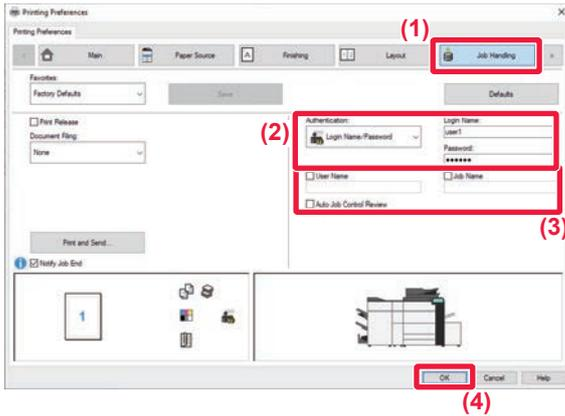 Printing Preferences
Printing Preferences
(1)
Main
Paper Source
A
Finishing
Layout
Job Handling
Favorites:
Factory Defaults
Save
Defaults
Print Release
Document Filing:
None
(2)
Authentication:
Login Name/Password
Login Name:
user1
Password:
••••••
User Name
Job Name
Auto Job Control Review
(3)
Print and Send...
Notify Job End
1
OK
Cancel
Help
(4)